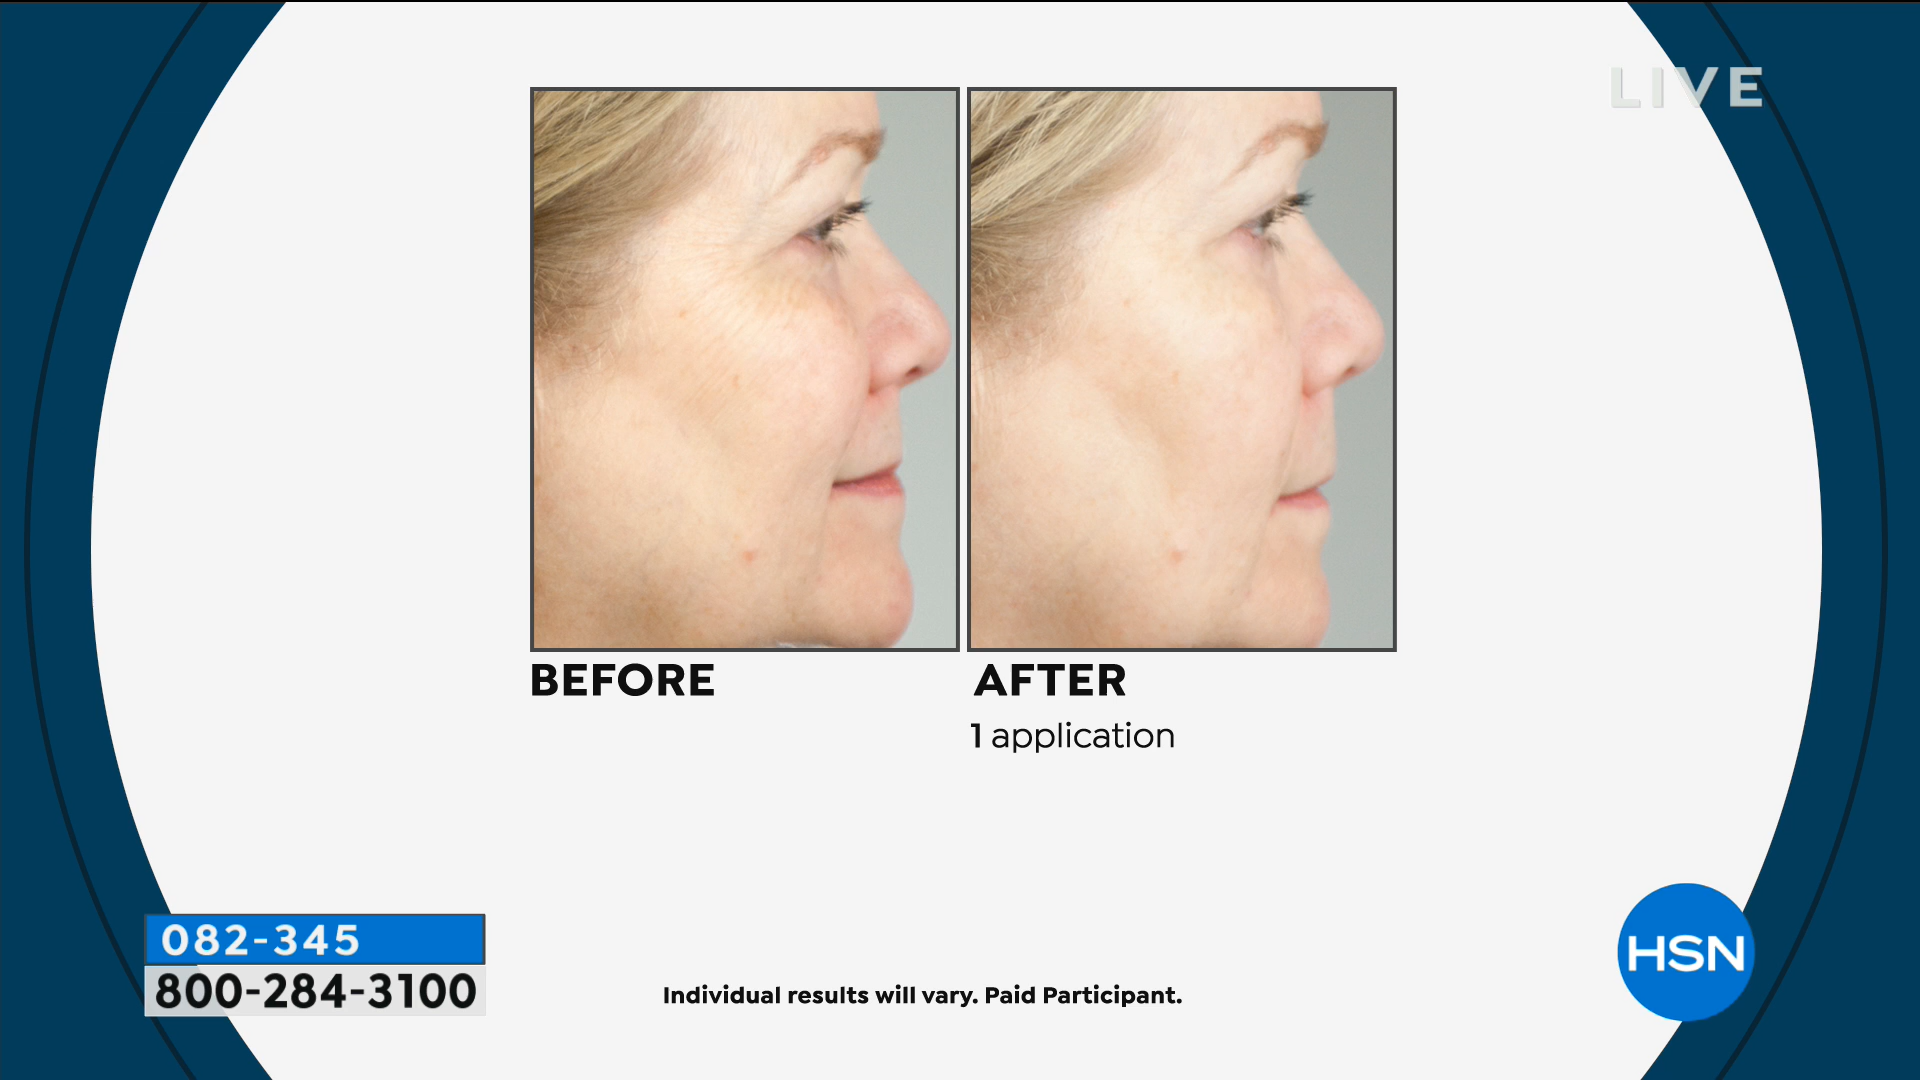 LIVE
BEFORE
AFTER
1 application
082-345
800-284-3100
Individual results will vary. Paid Participant.
HSN